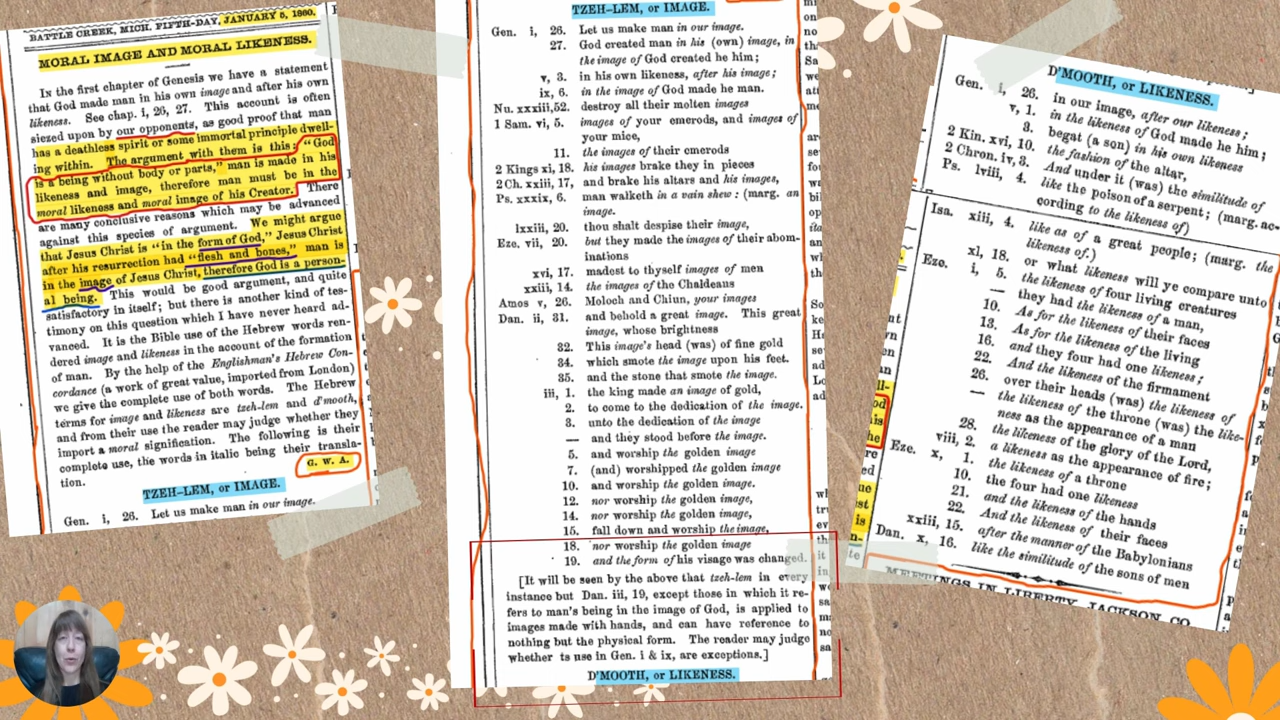 BATTLE CREEK, MICH. FIFTH-DAY, JANUARY 5, 1860.
MORAL IMAGE AND MORAL LIKENESS.
IN the first chapter of Genesis we have a statement
that God made man in his own image and after his own
likeness. See chap. i, 26, 27. This account is often
siezed upon by our opponents, as good proof that man
has a deathless spirit or some immortal principle dwell-
ing within. The argument with them is this: "God
is a being without body or parts," man is made in his
likeness and image, therefore man must be in the
moral likeness and moral image of his Creator. There
are many conclusive reasons which may be advanced
against this species of argument. We might argue
that Jesus Christ is "in the form of God," Jesus Christ
after his resurrection had "flesh and bones," man is
in the image of Jesus Christ, therefore God is a person-
al being. This would be good argument, and quite
satisfactory in itself; but there is another kind of tes-
timony on this question which I have never heard ad-
vanced. It is the Bible use of the Hebrew words ren-
dered image and likeness in the account of the formation
of man. By the help of the Englishman's Hebrew Con-
cordance (a work of great value, imported from London)
we give the complete use of both words. The Hebrew
terms for image and likeness are tzeh-lem and d'mooth,
and from their use the reader may judge whether they
import a moral signification. The following is their
complete use, the words in italic being their transla-
tion. G. W. A.
TZEH-LEM, or IMAGE.
Gen. i, 26. Let us make man in our image.
TZEH-LEM, or IMAGE.
Gen. i, 26. Let us make man in our image.
27. God created man in his (own) image, in
the image of God created he him;
v, 3. in his own likeness, after his image;
ix, 6. in the image of God made he man.
Nu. xxxiii,52. destroy all their molten images
1 Sam. vi, 5. images of your emerods, and images of
your mice,
11. the images of their emerods
2 Kings xi, 18. his images brake they in pieces
2 Ch. xxiii, 17, and brake his altars and his images,
Ps. xxxix, 6. man walketh in a vain shew: (marg. an
image.
lxxiii, 20. thou shalt despise their image,
Eze. vii, 20. but they made the images of their abom-
inations
xvi, 17. madest to thyself images of men
xxiii, 14. the images of the Chaldeans
Amos v, 26. Moloch and Chiun, your images
Dan. ii, 31. and behold a great image. This great
image, whose brightness
32. This image's head (was) of fine gold
34. which smote the image upon his feet.
35. and the stone that smote the image.
iii, 1. the king made an image of gold,
2. to come to the dedication of the image.
3. unto the dedication of the image
— and they stood before the image.
5. and worship the golden image
7. (and) worshipped the golden image
10. and worship the golden image.
12. nor worship the golden image,
14. nor worship the golden image,
15. fall down and worship the image,
18. nor worship the golden image
19. and the form of his visage was changed.
[It will be seen by the above that tzeh-lem in every
instance but Dan. iii, 19, except those in which it re-
fers to man's being in the image of God, is applied to
images made with hands, and can have reference to
nothing but the physical form. The reader may judge
whether ts use in Gen. i & ix, are exceptions.]
D'MOOTH, or LIKENESS.
D'MOOTH, or LIKENESS.
Gen. i, 26. in our image, after our likeness;
v, 1. in the likeness of God made he him;
3. begat (a son) in his own likeness
2 Kin. xvi, 10. the fashion of the altar,
2 Chron. iv, 3. And under it (was) the similitude of
Ps. lviii, 4. like the poison of a serpent; (marg. ac-
cording to the likeness of)
Isa. xiii, 4. like as of a great people; (marg. the
likeness of.)
xl, 18. or what likeness will ye compare unto
Eze. i, 5. the likeness of four living creatures
— they had the likeness of a man,
10. As for the likeness of their faces
13. As for the likeness of the living
16. and they four had one likeness;
22. And the likeness of the firmament
26. over their heads (was) the likeness of
— the likeness of the throne (was) the like-
ness as the appearance of a man
28. the likeness of the glory of the Lord,
viii, 2. a likeness as the appearance of fire;
Eze. x, 1. the likeness of a throne
10. the four had one likeness
21. and the likeness of the hands
22. And the likeness of their faces
xxiii, 15. after the manner of the Babylonians
Dan. x, 16. like the similitude of the sons of men
MEETINGS IN LIBERTY, JACKSON CO.